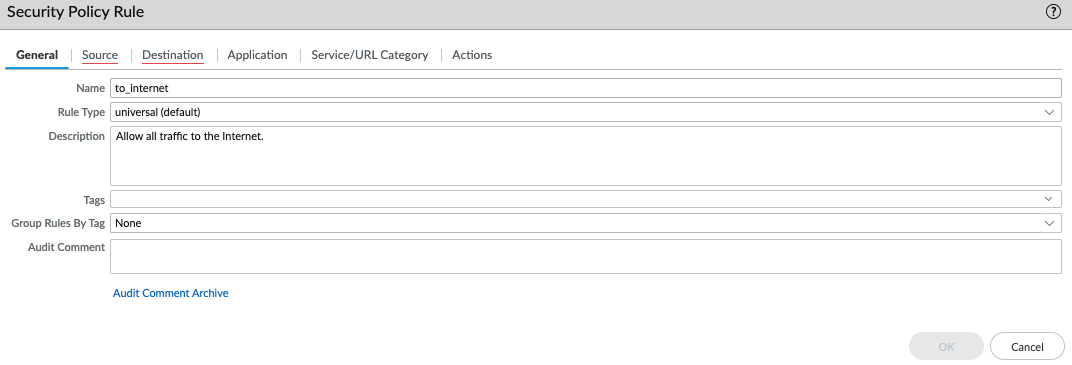 Security Policy Rule
General Source Destination Application Service/URL Category Actions
Name to_internet
Rule Type universal (default)
Description Allow all traffic to the Internet.
Tags
Group Rules By Tag None
Audit Comment
Audit Comment Archive
OK Cancel